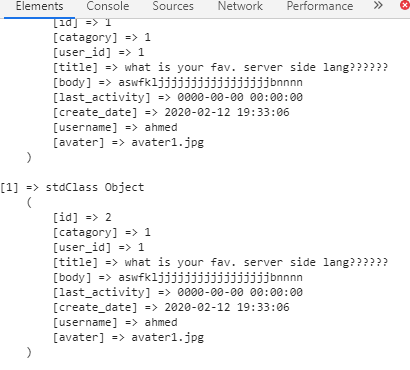 Elements Console Sources Network Performance »
[id] => 1
[catagory] => 1
[user_id] => 1
[title] => what is your fav. server side lang??????
[body] => aswfkljjjjjjjjjjjjjjjjjjbnnnn
[last_activity] => 0000-00-00 00:00:00
[create_date] => 2020-02-12 19:33:06
[username] => ahmed
[avater] => avater1.jpg
)
[1] => stdClass Object
(
[id] => 2
[catagory] => 1
[user_id] => 1
[title] => what is your fav. server side lang??????
[body] => aswfkljjjjjjjjjjjjjjjjjjbnnnn
[last_activity] => 0000-00-00 00:00:00
[create_date] => 2020-02-12 19:33:06
[username] => ahmed
[avater] => avater1.jpg
)